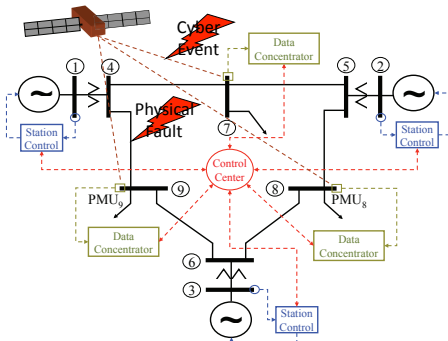 Cyber
Event
Data
Concentrator
1
4
5
2
Physical
Fault
7
Station
Control
Station
Control
Control
Center
PMU9
9
8
PMU8
Data
Concentrator
Data
Concentrator
6
3
Station
Control